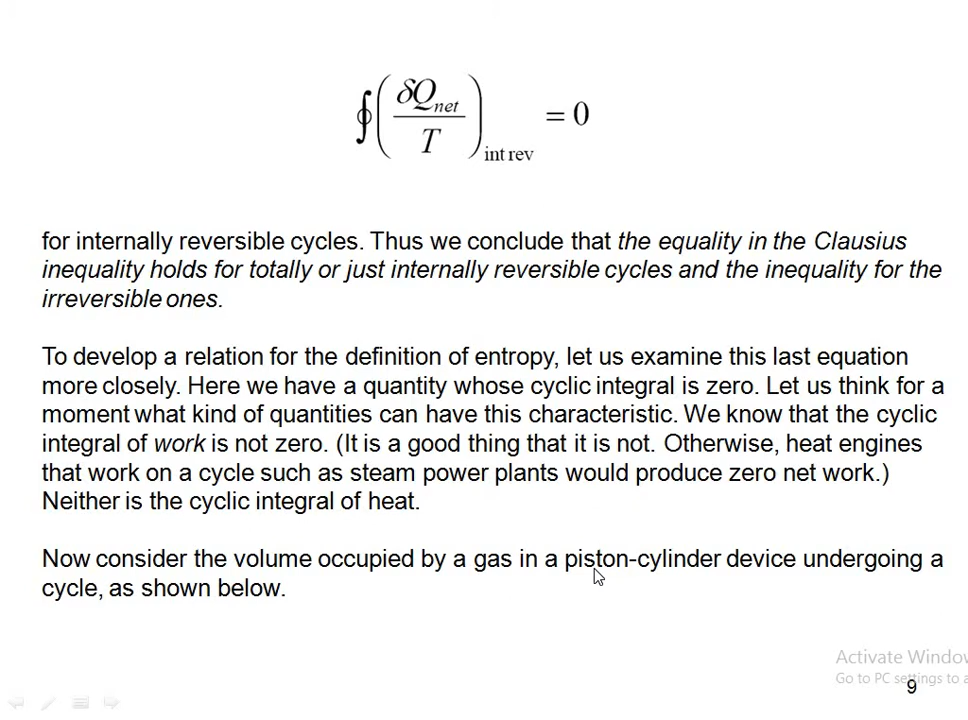 ∮(δQnet/T)int rev = 0
for internally reversible cycles. Thus we conclude that the equality in the Clausius
inequality holds for totally or just internally reversible cycles and the inequality for the
irreversible ones.
To develop a relation for the definition of entropy, let us examine this last equation
more closely. Here we have a quantity whose cyclic integral is zero. Let us think for a
moment what kind of quantities can have this characteristic. We know that the cyclic
integral of work is not zero. (It is a good thing that it is not. Otherwise, heat engines
that work on a cycle such as steam power plants would produce zero net work.)
Neither is the cyclic integral of heat.
Now consider the volume occupied by a gas in a piston-cylinder device undergoing a
cycle, as shown below.
Activate Window
Go to PC settings to a
9